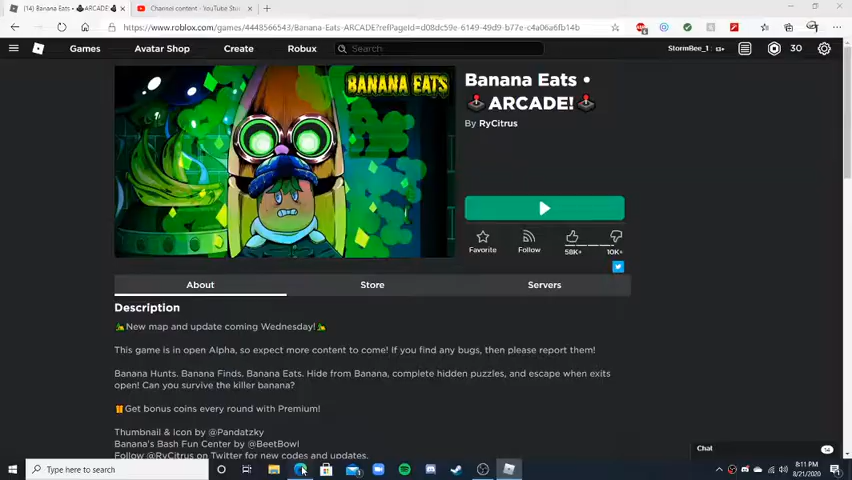 (14) Banana Eats • ARCADE!
Channel content - YouTube Stu
https://www.roblox.com/games/4448566543/Banana-Eats-ARCADE?refPageId=d08dc59e-6149-49d9-b77e-c4a06a6fb14b
Games
Avatar Shop
Create
Robux
Search
StormBee_1
13+
30
BANANA EATS
Banana Eats •
ARCADE!
By RyCitrus
Favorite
Follow
58K+
10K+
About
Store
Servers
Description
New map and update coming Wednesday!
This game is in open Alpha, so expect more content to come! If you find any bugs, then please report them!
Banana Hunts. Banana Finds. Banana Eats. Hide from Banana, complete hidden puzzles, and escape when exits
open! Can you survive the killer banana?
Get bonus coins every round with Premium!
Thumbnail & icon by @Pandatzky
Banana's Bash Fun Center by @BeetBowl
Follow @RyCitrus on Twitter for new codes and updates.
Chat
14
Type here to search
8:11 PM
8/21/2020